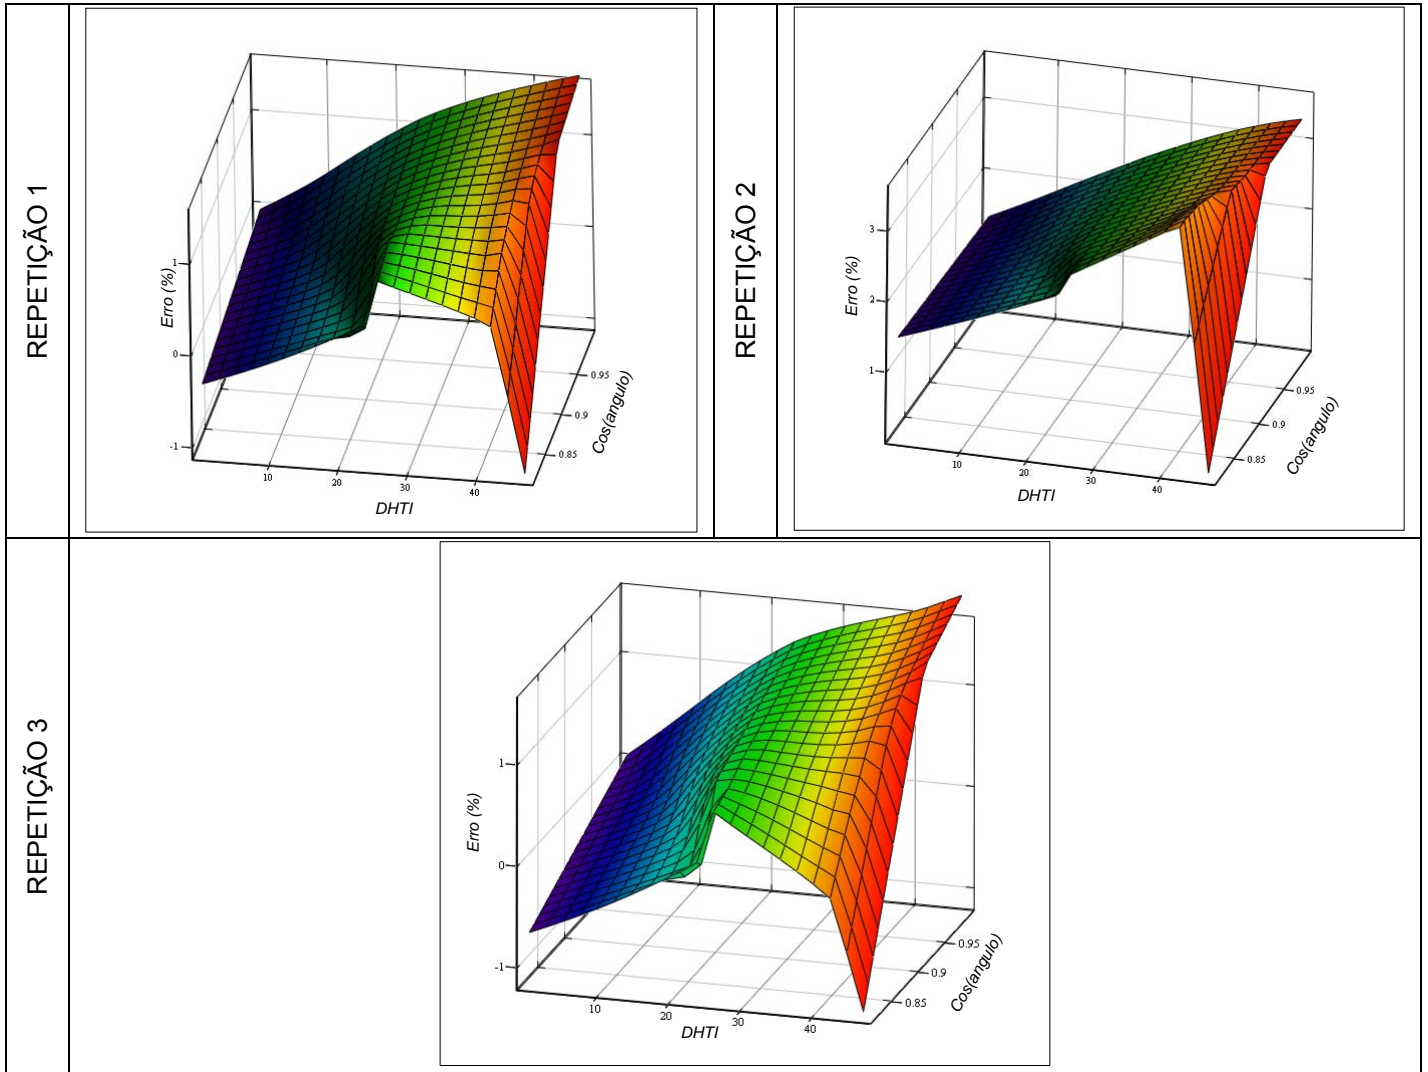 REPETIÇÃO 1
Erro (%)
1
0
-1
10
20
30
40
DHTI
0.85
0.9
0.95
Cos(angulo)
REPETIÇÃO 2
Erro (%)
3
2
1
10
20
30
40
DHTI
0.85
0.9
0.95
Cos(angulo)
REPETIÇÃO 3
Erro (%)
1
0
-1
10
20
30
40
DHTI
0.85
0.9
0.95
Cos(angulo)